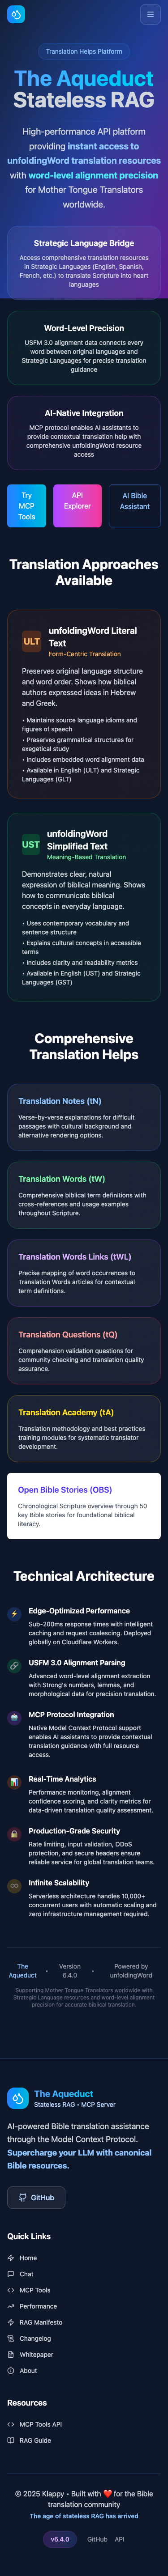 Translation Helps Platform
The Aqueduct
Stateless RAG
High-performance API platform
providing instant access to
unfoldingWord translation resources
with word-level alignment precision
for Mother Tongue Translators
worldwide.
Strategic Language Bridge
Access comprehensive translation resources
in Strategic Languages (English, Spanish,
French, etc.) to translate Scripture into heart
languages
Word-Level Precision
USFM 3.0 alignment data connects every
word between original languages and
Strategic Languages for precise translation
guidance
AI-Native Integration
MCP protocol enables AI assistants to
provide contextual translation help with
comprehensive unfoldingWord resource
access
Try
MCP
Tools
API
Explorer
AI Bible
Assistant
Translation Approaches
Available
ULT
unfoldingWord Literal
Text
Form-Centric Translation
Preserves original language structure
and word order. Shows how biblical
authors expressed ideas in Hebrew
and Greek.
• Maintains source language idioms and
figures of speech
• Preserves grammatical structures for
exegetical study
• Includes embedded word alignment data
• Available in English (ULT) and Strategic
Languages (GLT)
UST
unfoldingWord
Simplified Text
Meaning-Based Translation
Demonstrates clear, natural
expression of biblical meaning. Shows
how to communicate biblical
concepts in everyday language.
• Uses contemporary vocabulary and
sentence structure
• Explains cultural concepts in accessible
terms
• Includes clarity and readability metrics
• Available in English (UST) and Strategic
Languages (GST)
Comprehensive
Translation Helps
Translation Notes (tN)
Verse-by-verse explanations for difficult
passages with cultural background and
alternative rendering options.
Translation Words (tW)
Comprehensive biblical term definitions with
cross-references and usage examples
throughout Scripture.
Translation Words Links (tWL)
Precise mapping of word occurrences to
Translation Words articles for contextual
term definitions.
Translation Questions (tQ)
Comprehensive validation questions for
community checking and translation quality
assurance.
Translation Academy (tA)
Translation methodology and best practices
training modules for systematic translator
development.
Open Bible Stories (OBS)
Chronological Scripture overview through 50
key Bible stories for foundational biblical
literacy.
Technical Architecture
Edge-Optimized Performance
Sub-200ms response times with intelligent
caching and request coalescing. Deployed
globally on Cloudflare Workers.
USFM 3.0 Alignment Parsing
Advanced word-level alignment extraction
with Strong's numbers, lemmas, and
morphological data for precision translation.
MCP Protocol Integration
Native Model Context Protocol support
enables AI assistants to provide contextual
translation guidance with full resource
access.
Real-Time Analytics
Performance monitoring, alignment
confidence scoring, and clarity metrics for
data-driven translation quality assessment.
Production-Grade Security
Rate limiting, input validation, DDoS
protection, and secure headers ensure
reliable service for global translation teams.
Infinite Scalability
Serverless architecture handles 10,000+
concurrent users with automatic scaling and
zero infrastructure management required.
The
Aqueduct
•
Version
6.4.0
•
Powered by
unfoldingWord
Supporting Mother Tongue Translators worldwide with
Strategic Language resources and word-level alignment
precision for accurate biblical translation.
The Aqueduct
Stateless RAG • MCP Server
AI-powered Bible translation assistance
through the Model Context Protocol.
Supercharge your LLM with canonical
Bible resources.
GitHub
Quick Links
Home
Chat
MCP Tools
Performance
RAG Manifesto
Changelog
Whitepaper
About
Resources
MCP Tools API
RAG Guide
© 2025 Klappy • Built with ❤️ for the Bible
translation community
The age of stateless RAG has arrived
v6.4.0
GitHub
API